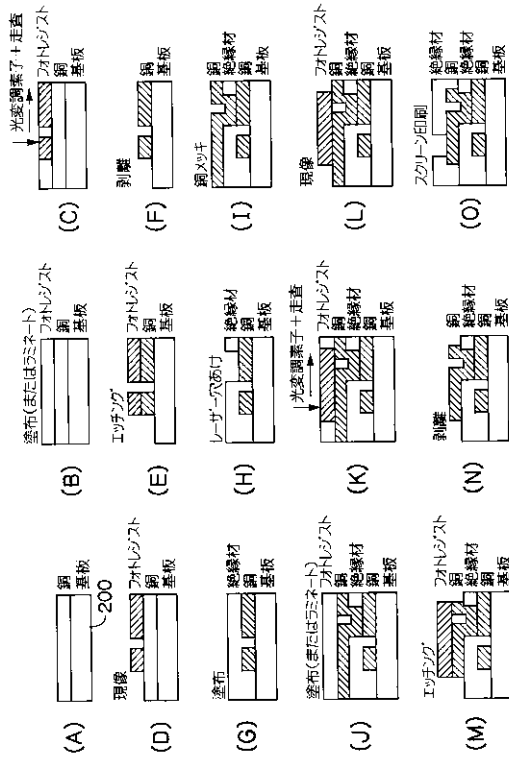 (A)
銅
基板
200
(B)
塗布(またはラミネート)
フォトレジスト
銅
基板
(C)
光変調素子+走査
フォトレジスト
銅
基板
(D)
現像
フォトレジスト
銅
基板
(E)
エッチング
フォトレジスト
銅
基板
(F)
剥離
銅
基板
(G)
塗布
絶縁材
銅
基板
(H)
レーザー穴あけ
絶縁材
銅
基板
(I)
銅メッキ
銅
絶縁材
銅
基板
(J)
塗布(またはラミネート)
フォトレジスト
銅
絶縁材
銅
基板
(K)
光変調素子+走査
フォトレジスト
銅
絶縁材
銅
基板
(L)
現像
フォトレジスト
銅
絶縁材
銅
基板
(M)
エッチング
フォトレジスト
銅
絶縁材
銅
基板
(N)
剥離
銅
絶縁材
銅
基板
(O)
スクリーン印刷
絶縁材
銅
絶縁材
銅
基板